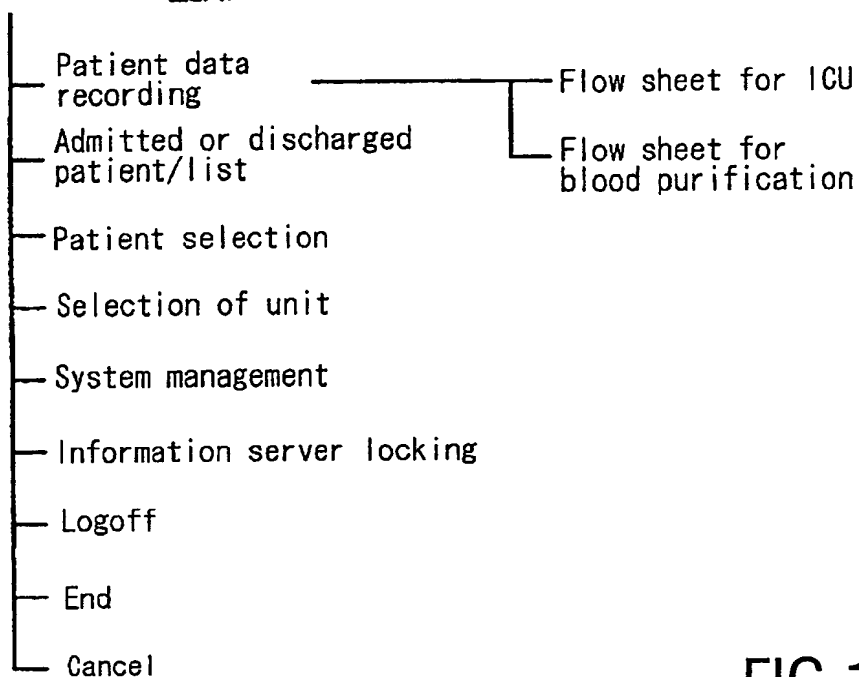 Patient data
recording
Flow sheet for ICU
Admitted or discharged
patient/list
Flow sheet for
blood purification
Patient selection
Selection of unit
System management
Information server locking
Logoff
End
Cancel